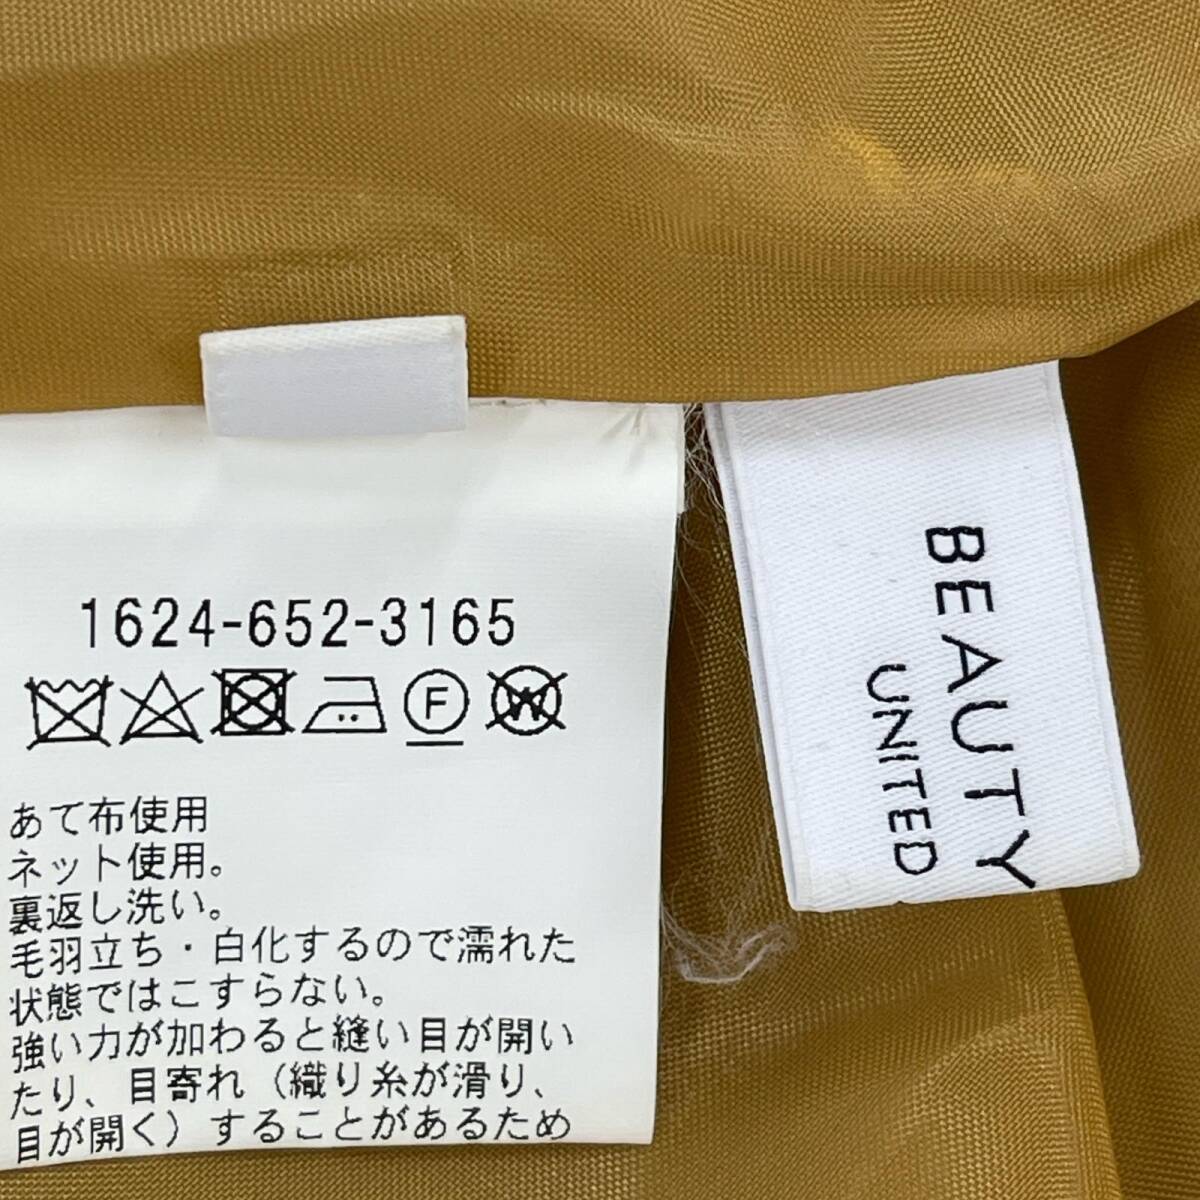 1624-652-3165
F
W
あて布使用
ネット使用。
裏返し洗い。
毛羽立ち・白化するので濡れた
状態ではこすらない。
強い力が加わると縫い目が開い
たり、目寄れ（織り糸が滑り、
目が開く）することがあるため
BEAUTY
UNITED